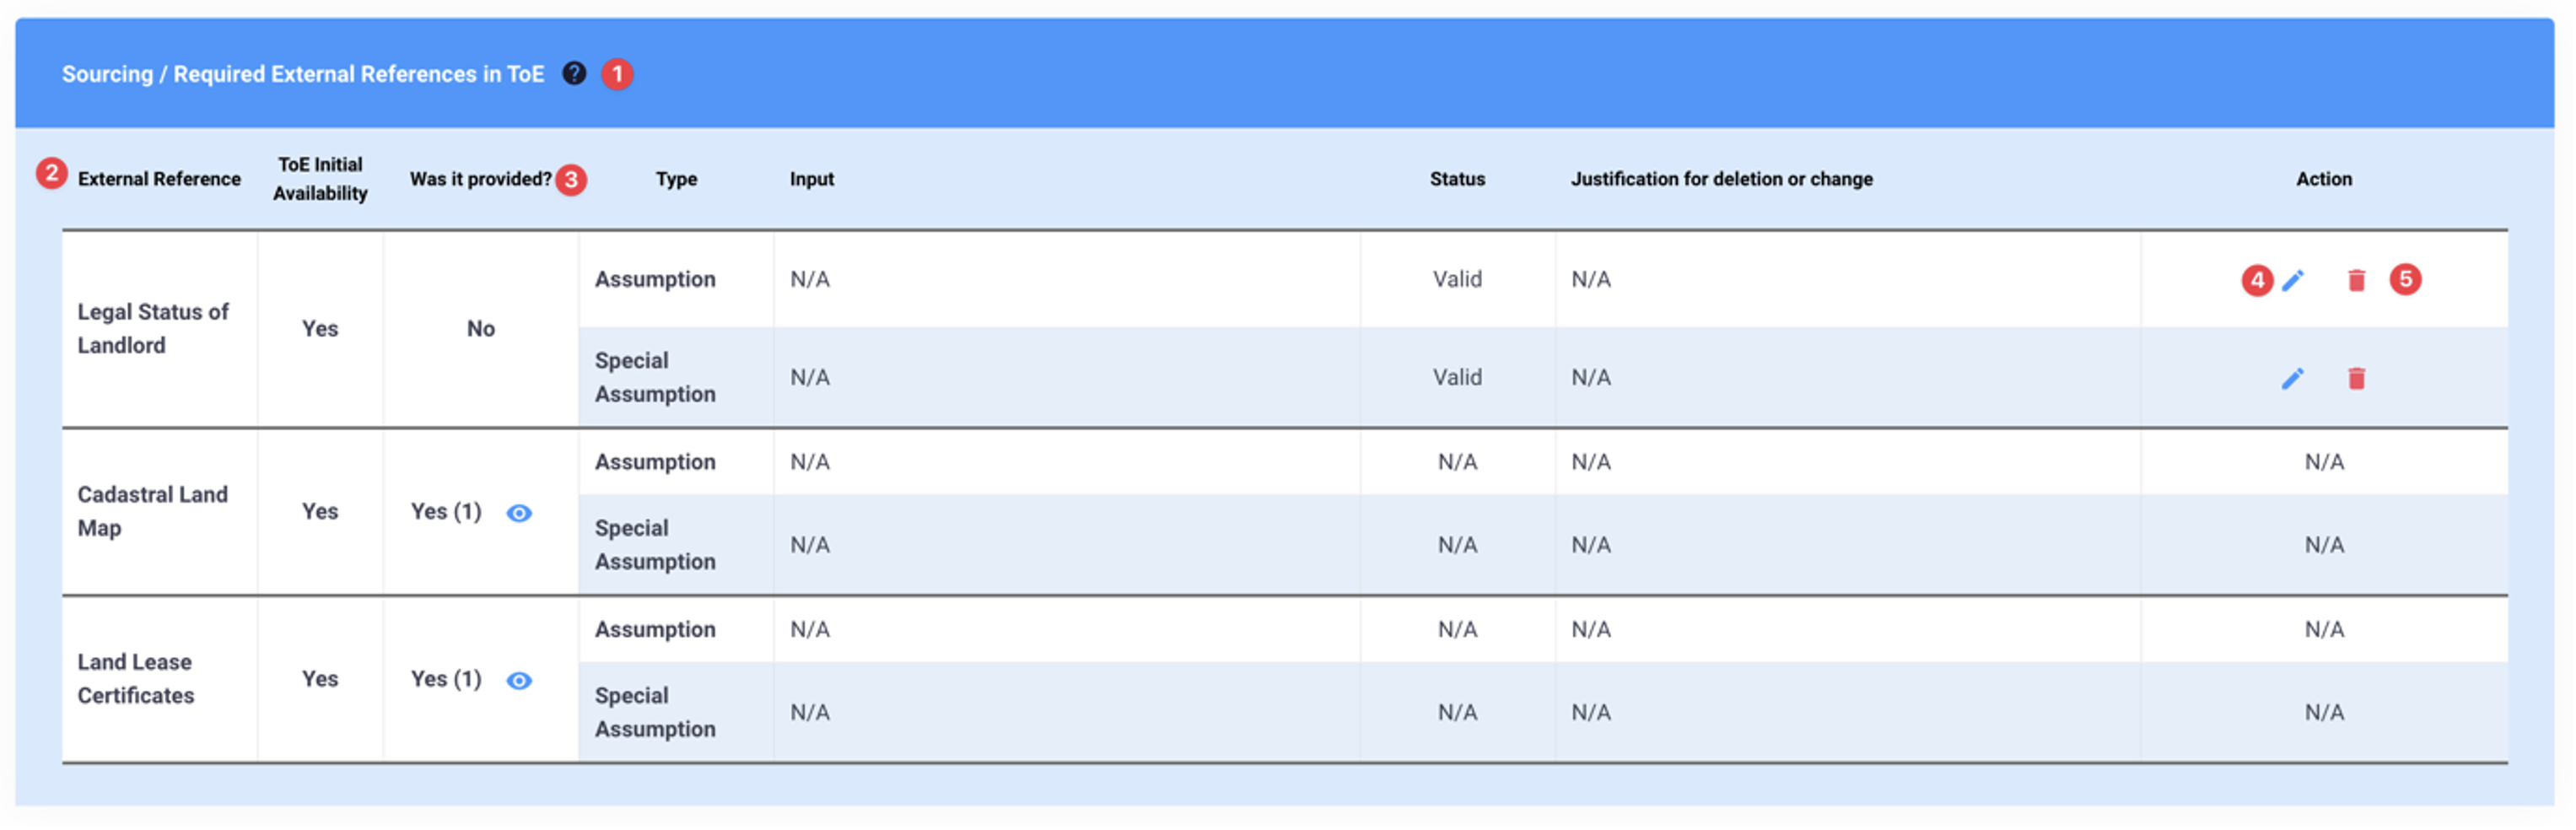 Sourcing / Required External References in ToE ? 1
2 External Reference
ToE Initial
Availability
Was it provided? 3
Type
Input
Status
Justification for deletion or change
Action
Legal Status of
Landlord
Yes
No
Assumption
N/A
Valid
N/A
4 5
Special
Assumption
N/A
Valid
N/A
Cadastral Land
Map
Yes
Yes (1)
Assumption
N/A
N/A
N/A
N/A
Special
Assumption
N/A
N/A
N/A
N/A
Land Lease
Certificates
Yes
Yes (1)
Assumption
N/A
N/A
N/A
N/A
Special
Assumption
N/A
N/A
N/A
N/A